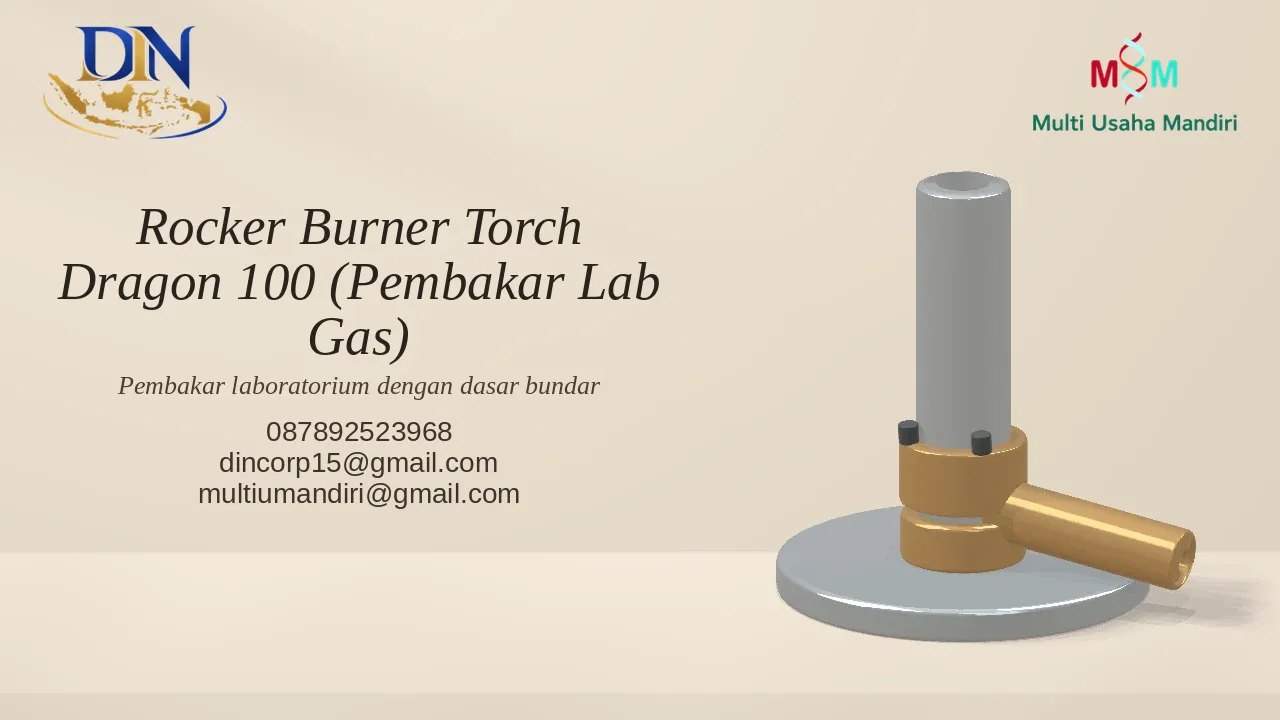 DIN
MSM
Multi Usaha Mandiri
Rocker Burner Torch
Dragon 100 (Pembakar Lab
Gas)
Pembakar laboratorium dengan dasar bundar
087892523968
dincorp15@gmail.com
multiumandiri@gmail.com